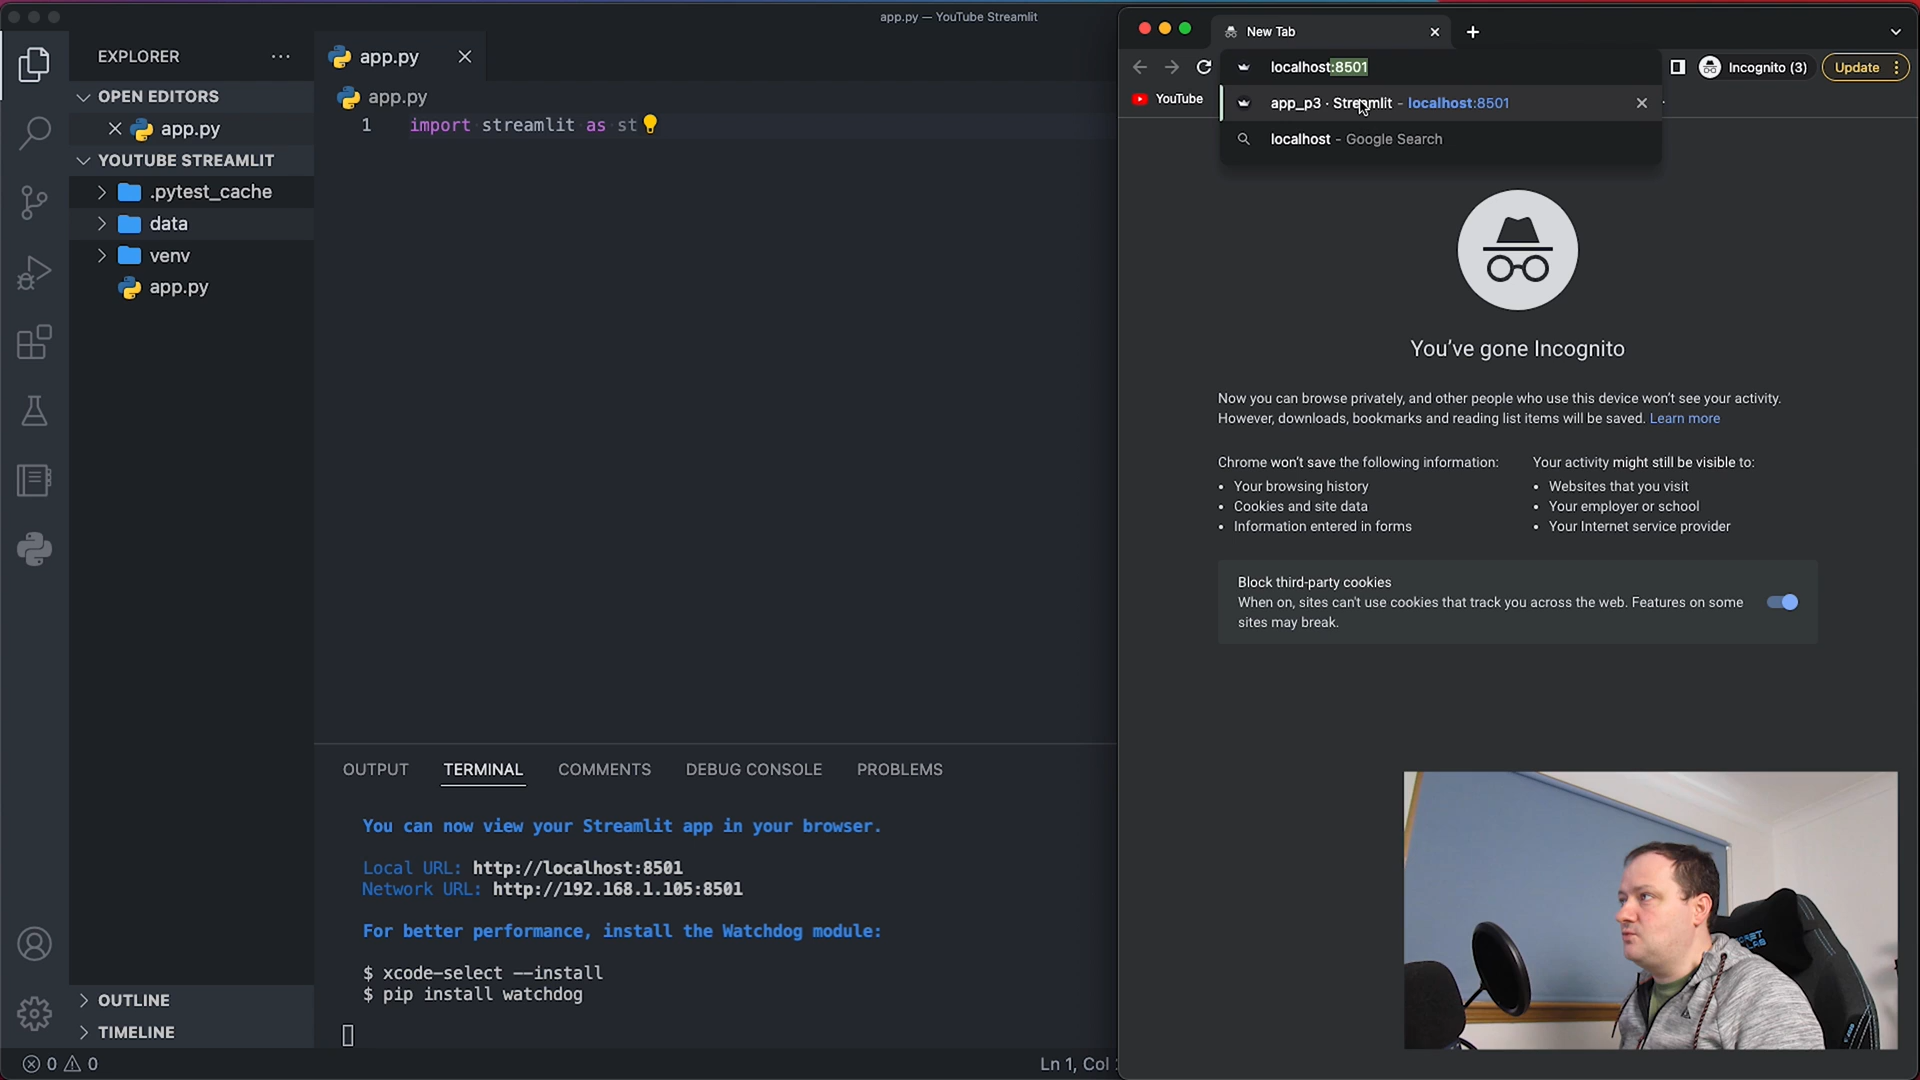 app.py — YouTube Streamlit
EXPLORER
OPEN EDITORS
app.py
YOUTUBE STREAMLIT
.pytest_cache
data
venv
app.py
OUTLINE
TIMELINE
0 0
app.py
app.py
1 import streamlit as st
OUTPUT TERMINAL COMMENTS DEBUG CONSOLE PROBLEMS
You can now view your Streamlit app in your browser.
Local URL: http://localhost:8501
Network URL: http://192.168.1.105:8501
For better performance, install the Watchdog module:
$ xcode-select --install
$ pip install watchdog
Ln 1, Col
New Tab
localhost:8501
Incognito (3)
Update
YouTube
app_p3 · Streamlit - localhost:8501
localhost - Google Search
You've gone Incognito
Now you can browse privately, and other people who use this device won't see your activity.
However, downloads, bookmarks and reading list items will be saved. Learn more
Chrome won't save the following information:
• Your browsing history
• Cookies and site data
• Information entered in forms
Your activity might still be visible to:
• Websites that you visit
• Your employer or school
• Your Internet service provider
Block third-party cookies
When on, sites can't use cookies that track you across the web. Features on some
sites may break.